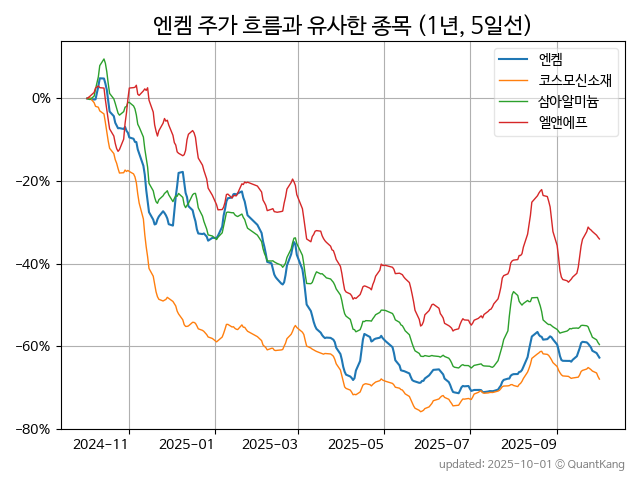 엔켐 주가 흐름과 유사한 종목 (1년, 5일선)
엔켐
코스모신소재
삼아알미늄
엘앤에프
0%
−20%
−40%
−60%
−80%
2024-11
2025-01
2025-03
2025-05
2025-07
2025-09
updated: 2025-10-01 © QuantKang